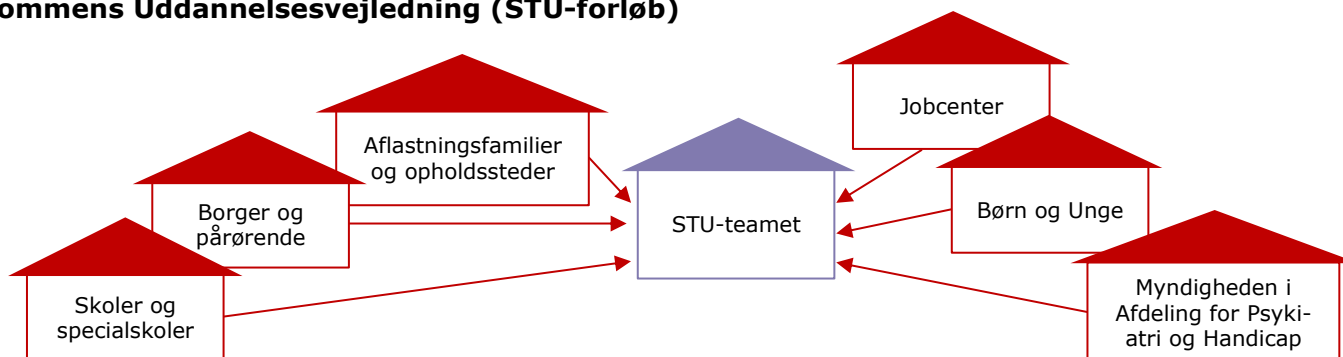 ommens Uddannelsesvejledning (STU-forløb)
Jobcenter
Aflastningsfamilier
og opholdssteder
Borger og
pårørende
STU-teamet
Børn og Unge
Skoler og
specialskoler
Myndigheden i
Afdeling for Psyki-
atri og Handicap